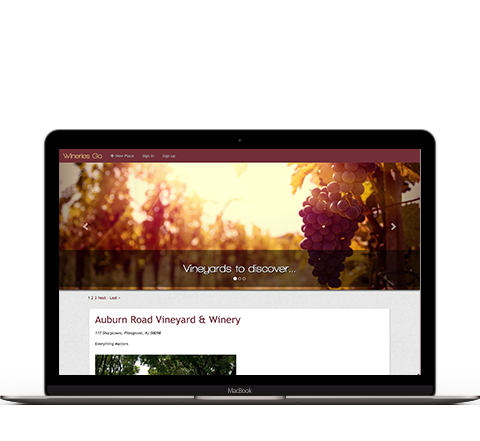 Wineries Go + New Place Sign in Sign up
Vineyards to discover...
1 2 3 Next › Last »
Auburn Road Vineyard & Winery
117 Sharptown, Pilesgrove, NJ 08098
Everything Matters
MacBook